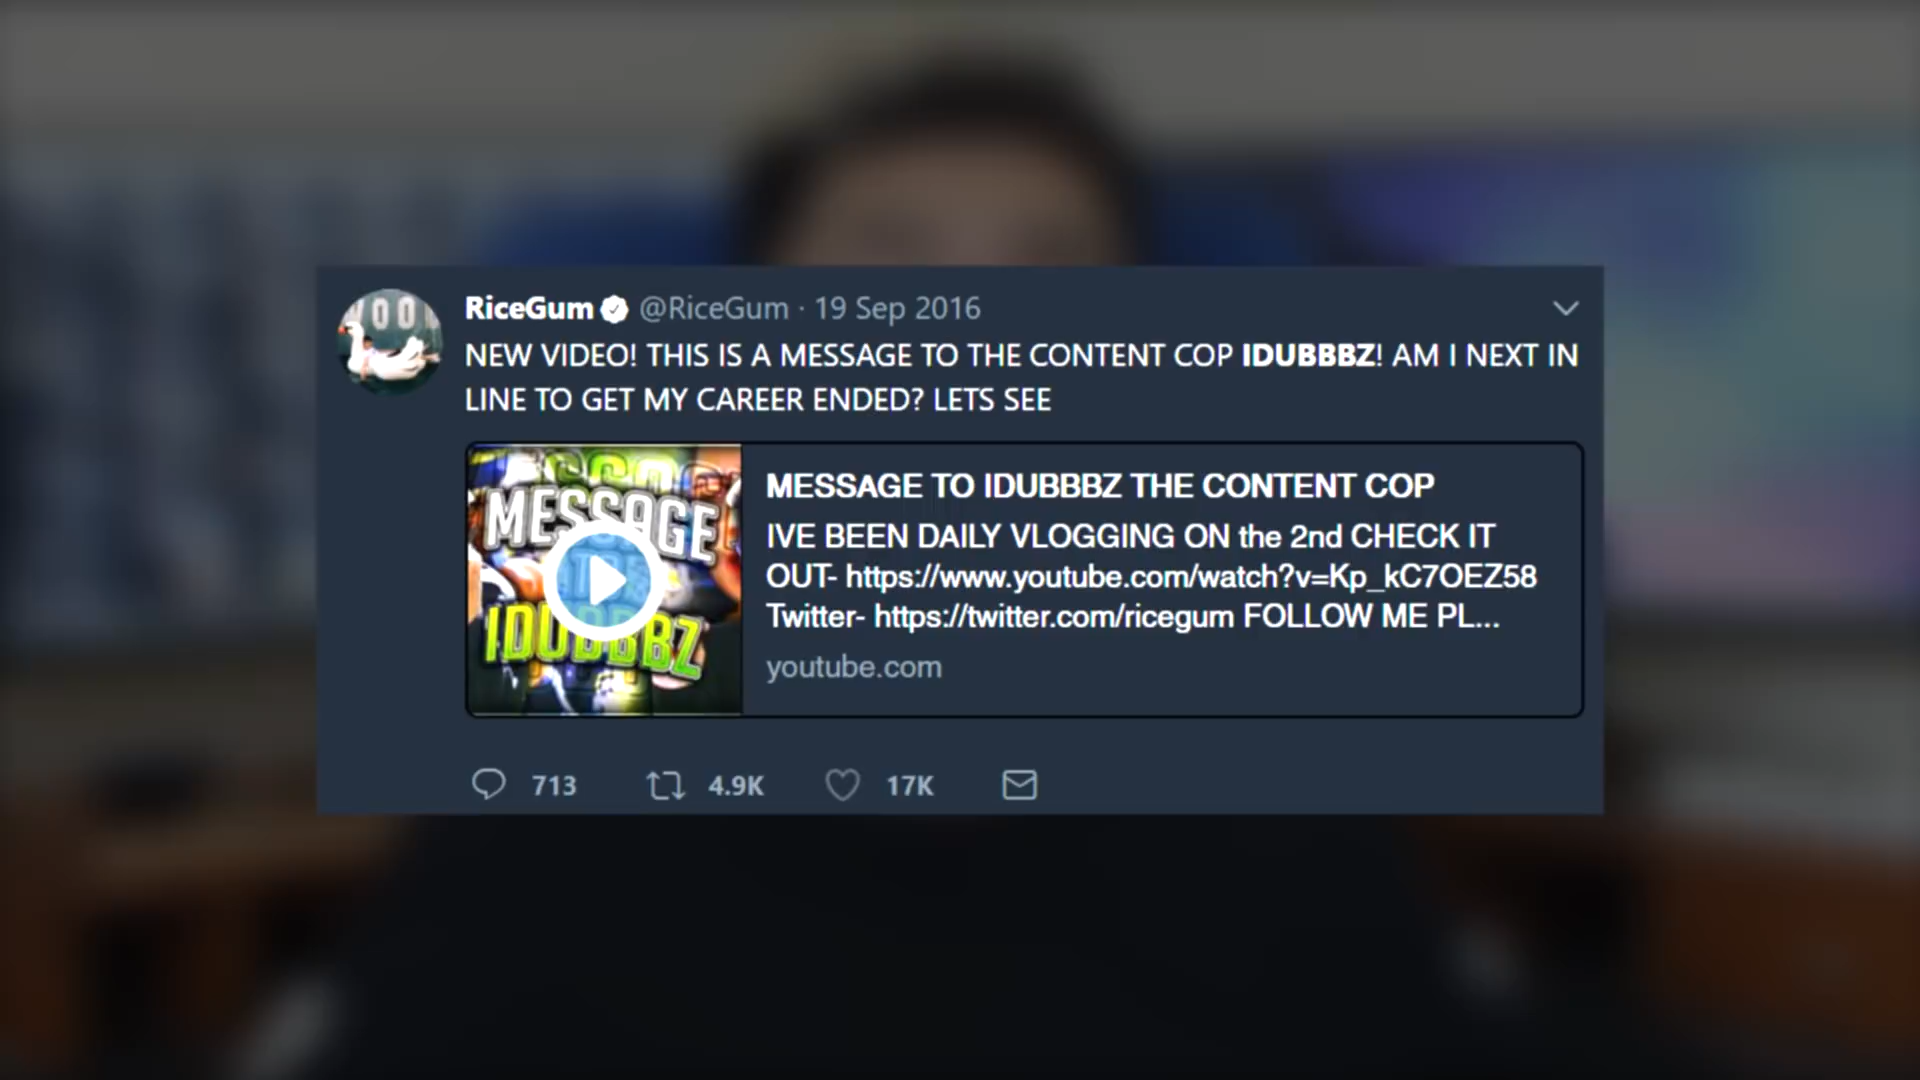 RiceGum @RiceGum · 19 Sep 2016
NEW VIDEO! THIS IS A MESSAGE TO THE CONTENT COP IDUBBBZ! AM I NEXT IN
LINE TO GET MY CAREER ENDED? LETS SEE
MESSAGE
IDUBBBZ
MESSAGE TO IDUBBBZ THE CONTENT COP
IVE BEEN DAILY VLOGGING ON the 2nd CHECK IT
OUT- https://www.youtube.com/watch?v=Kp_kC7OEZ58
Twitter- https://twitter.com/ricegum FOLLOW ME PL...
youtube.com
713 4.9K 17K